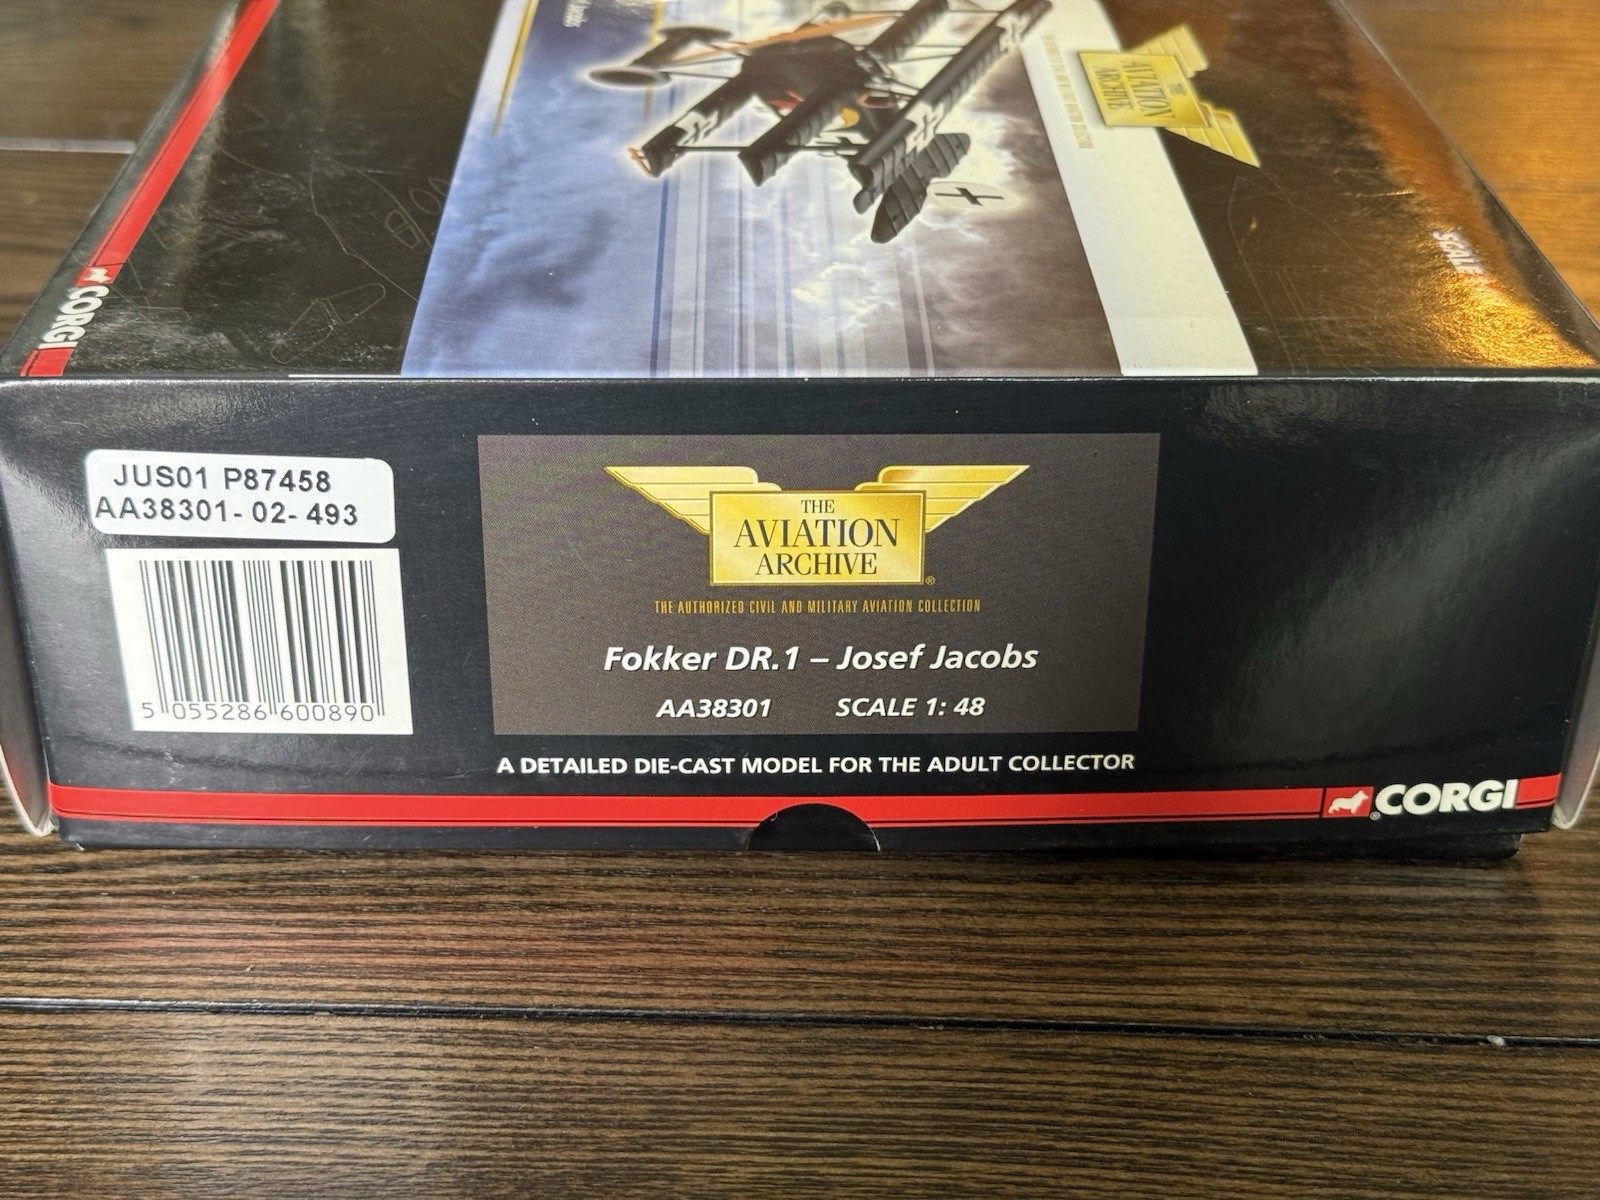 THE
AVIATION
ARCHIVE
CORGI
SCALE
JUS01 P87458
AA38301- 02- 493
5 055286 600890
THE
AVIATION
ARCHIVE®
THE AUTHORIZED CIVIL AND MILITARY AVIATION COLLECTION
Fokker DR.1 – Josef Jacobs
AA38301 SCALE 1: 48
A DETAILED DIE-CAST MODEL FOR THE ADULT COLLECTOR
®CORGI